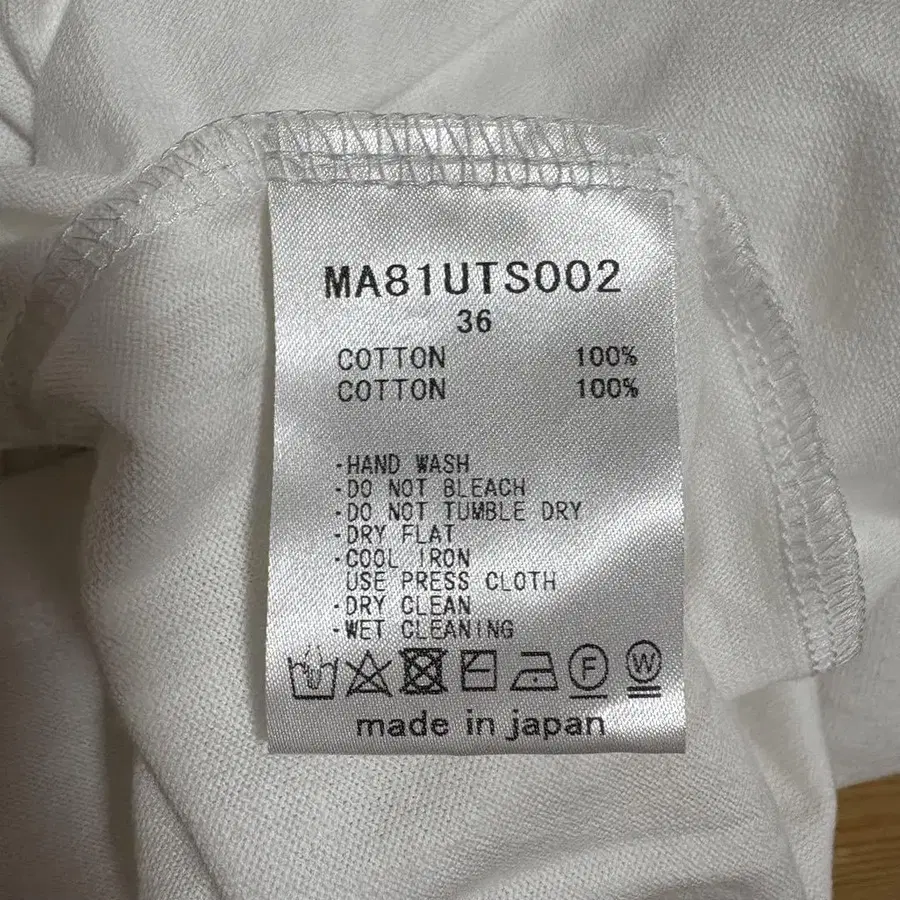 MA81UTS002
36
COTTON 100%
COTTON 100%
·HAND WASH
·DO NOT BLEACH
·DO NOT TUMBLE DRY
·DRY FLAT
·COOL IRON
USE PRESS CLOTH
·DRY CLEAN
·WET CLEANING
F W
made in japan